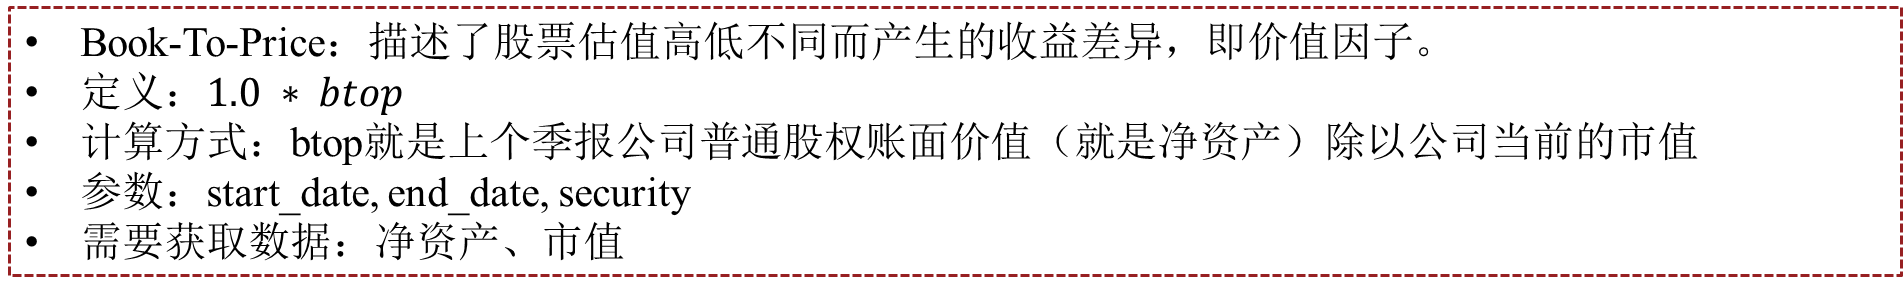 • Book-To-Price：描述了股票估值高低不同而产生的收益差异，即价值因子。
• 定义：1.0 * btop
• 计算方式：btop就是上个季报公司普通股权账面价值（就是净资产）除以公司当前的市值
• 参数：start_date, end_date, security
• 需要获取数据：净资产、市值